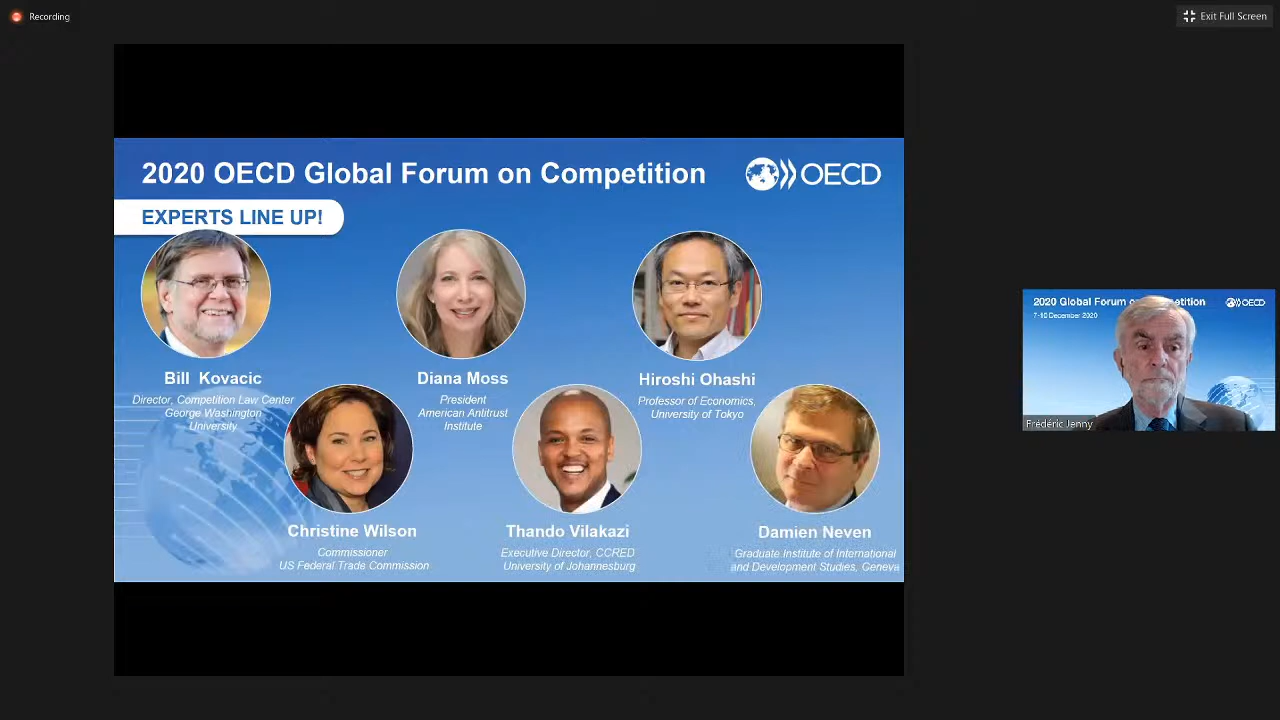 Recording
Exit Full Screen
2020 OECD Global Forum on Competition
OECD
EXPERTS LINE UP!
Bill Kovacic
Director, Competition Law Center
George Washington
University
Diana Moss
President
American Antitrust
Institute
Hiroshi Ohashi
Professor of Economics,
University of Tokyo
Christine Wilson
Commissioner
US Federal Trade Commission
Thando Vilakazi
Executive Director, CCRED
University of Johannesburg
Damien Neven
Graduate Institute of International
and Development Studies, Geneva
2020 Global Forum on
OECD
7-10 December 2020
Frédéric Jenny